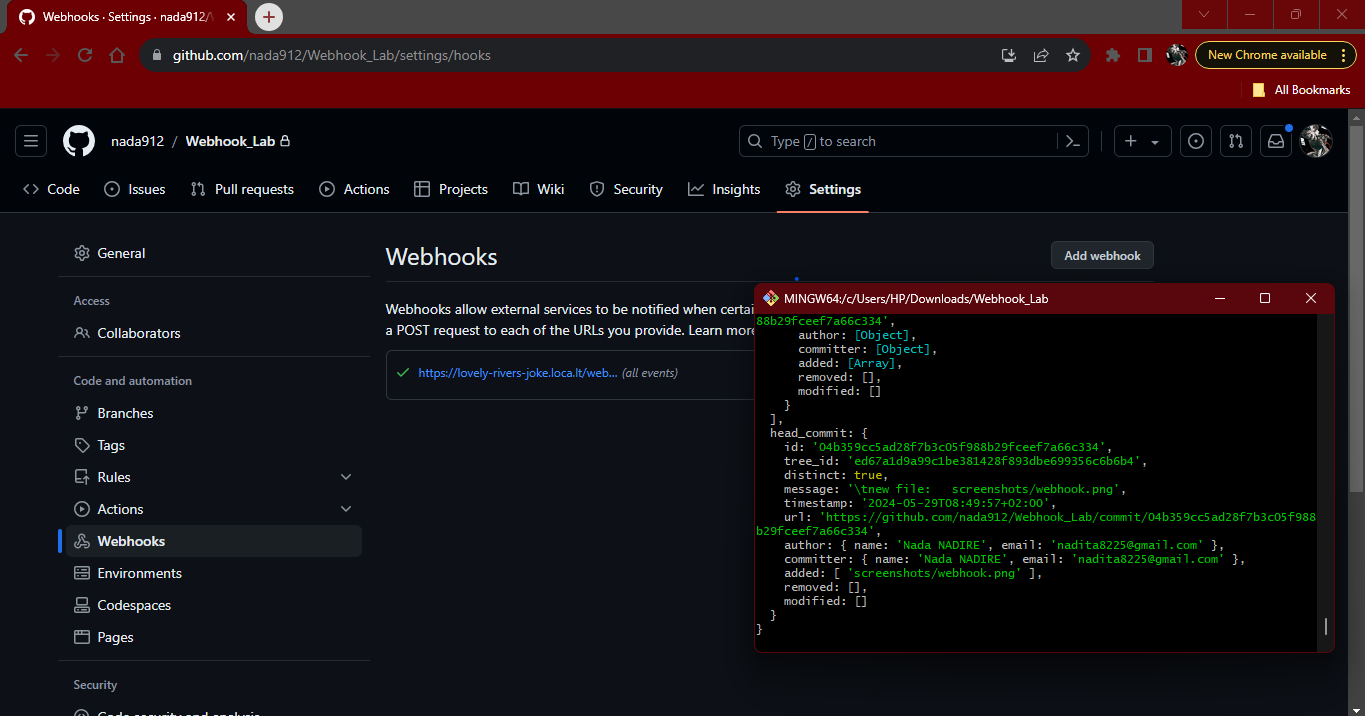 Webhooks · Settings · nada912/W
New Chrome available
github.com/nada912/Webhook_Lab/settings/hooks
All Bookmarks
nada912 / Webhook_Lab
Type / to search
Code
Issues
Pull requests
Actions
Projects
Wiki
Security
Insights
Settings
General
Access
Collaborators
Code and automation
Branches
Tags
Rules
Actions
Webhooks
Environments
Codespaces
Pages
Security
Code security and analysis
Webhooks
Add webhook
Webhooks allow external services to be notified when certai
a POST request to each of the URLs you provide. Learn more
https://lovely-rivers-joke.loca.lt/web... (all events)
MINGW64:/c/Users/HP/Downloads/Webhook_Lab
88b29fceef7a66c334',
author: [Object],
committer: [Object],
added: [Array],
removed: [],
modified: []
}
],
head_commit: {
id: '04b359cc5ad28f7b3c05f988b29fceef7a66c334',
tree_id: 'ed67a1d9a99c1be381428f893dbe699356c6b6b4',
distinct: true,
message: '\tnew file:   screenshots/webhook.png',
timestamp: '2024-05-29T08:49:57+02:00',
url: 'https://github.com/nada912/Webhook_Lab/commit/04b359cc5ad28f7b3c05f988
b29fceef7a66c334',
author: { name: 'Nada NADIRE', email: 'nadita8225@gmail.com' },
committer: { name: 'Nada NADIRE', email: 'nadita8225@gmail.com' },
added: [ 'screenshots/webhook.png' ],
removed: [],
modified: []
}
}